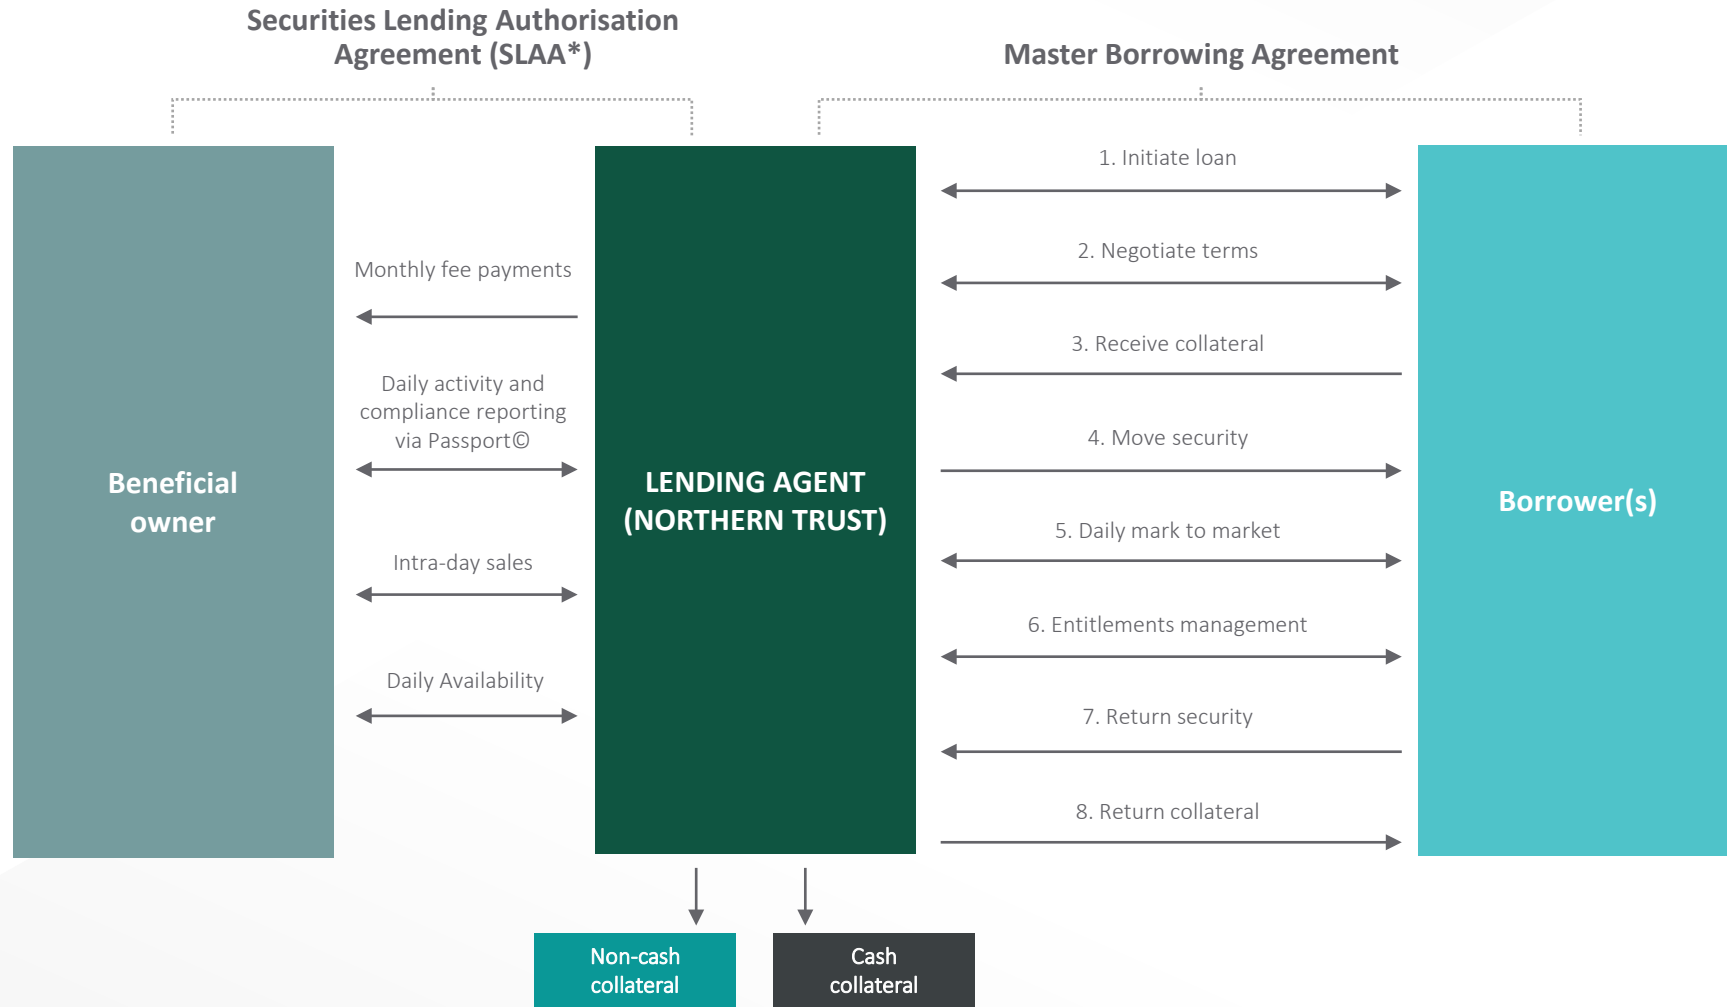 Securities Lending Authorisation
Agreement (SLAA*)
Master Borrowing Agreement
Beneficial
owner
Monthly fee payments
Daily activity and
compliance reporting
via Passport©
Intra-day sales
Daily Availability
LENDING AGENT
(NORTHERN TRUST)
1. Initiate loan
2. Negotiate terms
3. Receive collateral
4. Move security
5. Daily mark to market
6. Entitlements management
7. Return security
8. Return collateral
Borrower(s)
Non-cash
collateral
Cash
collateral